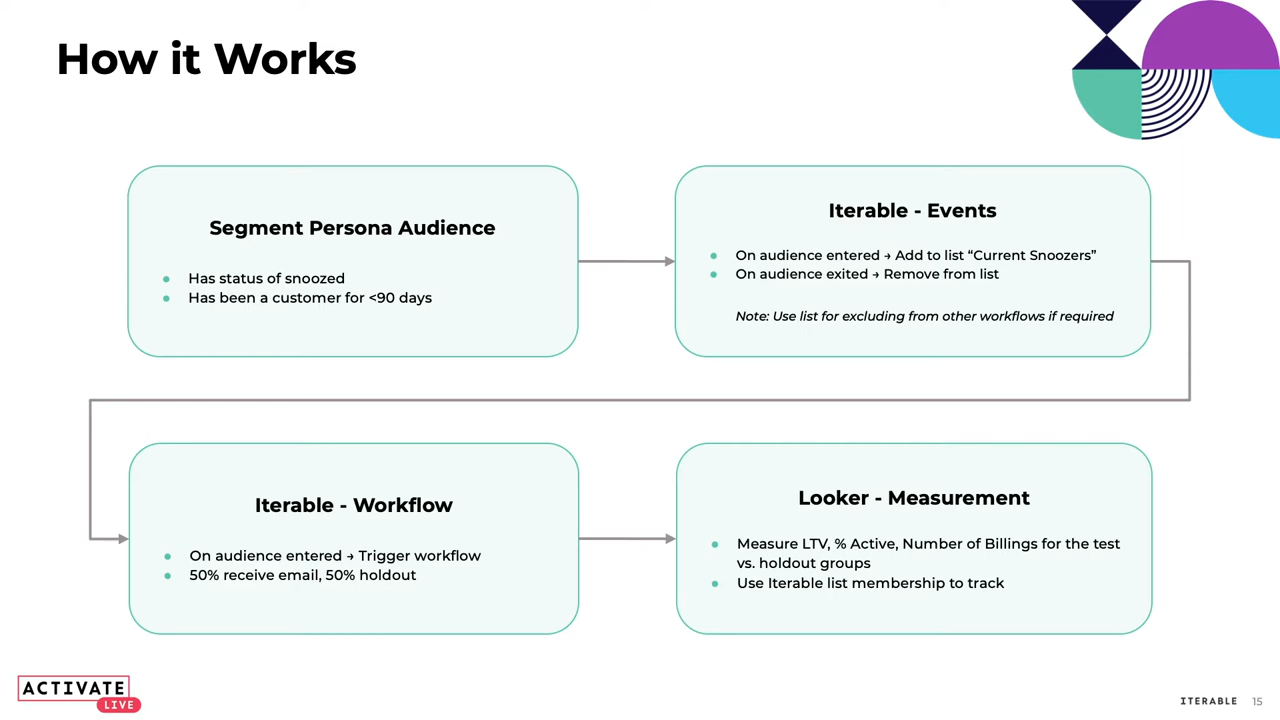 How it Works
Segment Persona Audience
● Has status of snoozed
● Has been a customer for <90 days
Iterable - Events
● On audience entered → Add to list “Current Snoozers”
● On audience exited → Remove from list
Note: Use list for excluding from other workflows if required
Iterable - Workflow
● On audience entered → Trigger workflow
● 50% receive email, 50% holdout
Looker - Measurement
● Measure LTV, % Active, Number of Billings for the test
vs. holdout groups
● Use Iterable list membership to track
ACTIVATE
LIVE
ITERABLE 15